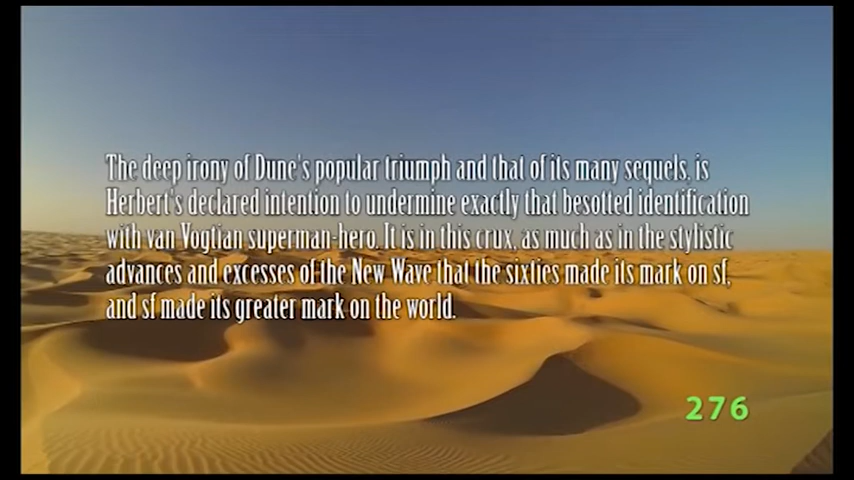 The deep irony of Dune's popular triumph and that of its many sequels, is
Herbert's declared intention to undermine exactly that besotted identification
with van Vogtian superman-hero. It is in this crux, as much as in the stylistic
advances and excesses of the New Wave that the sixties made its mark on sf,
and sf made its greater mark on the world.
276